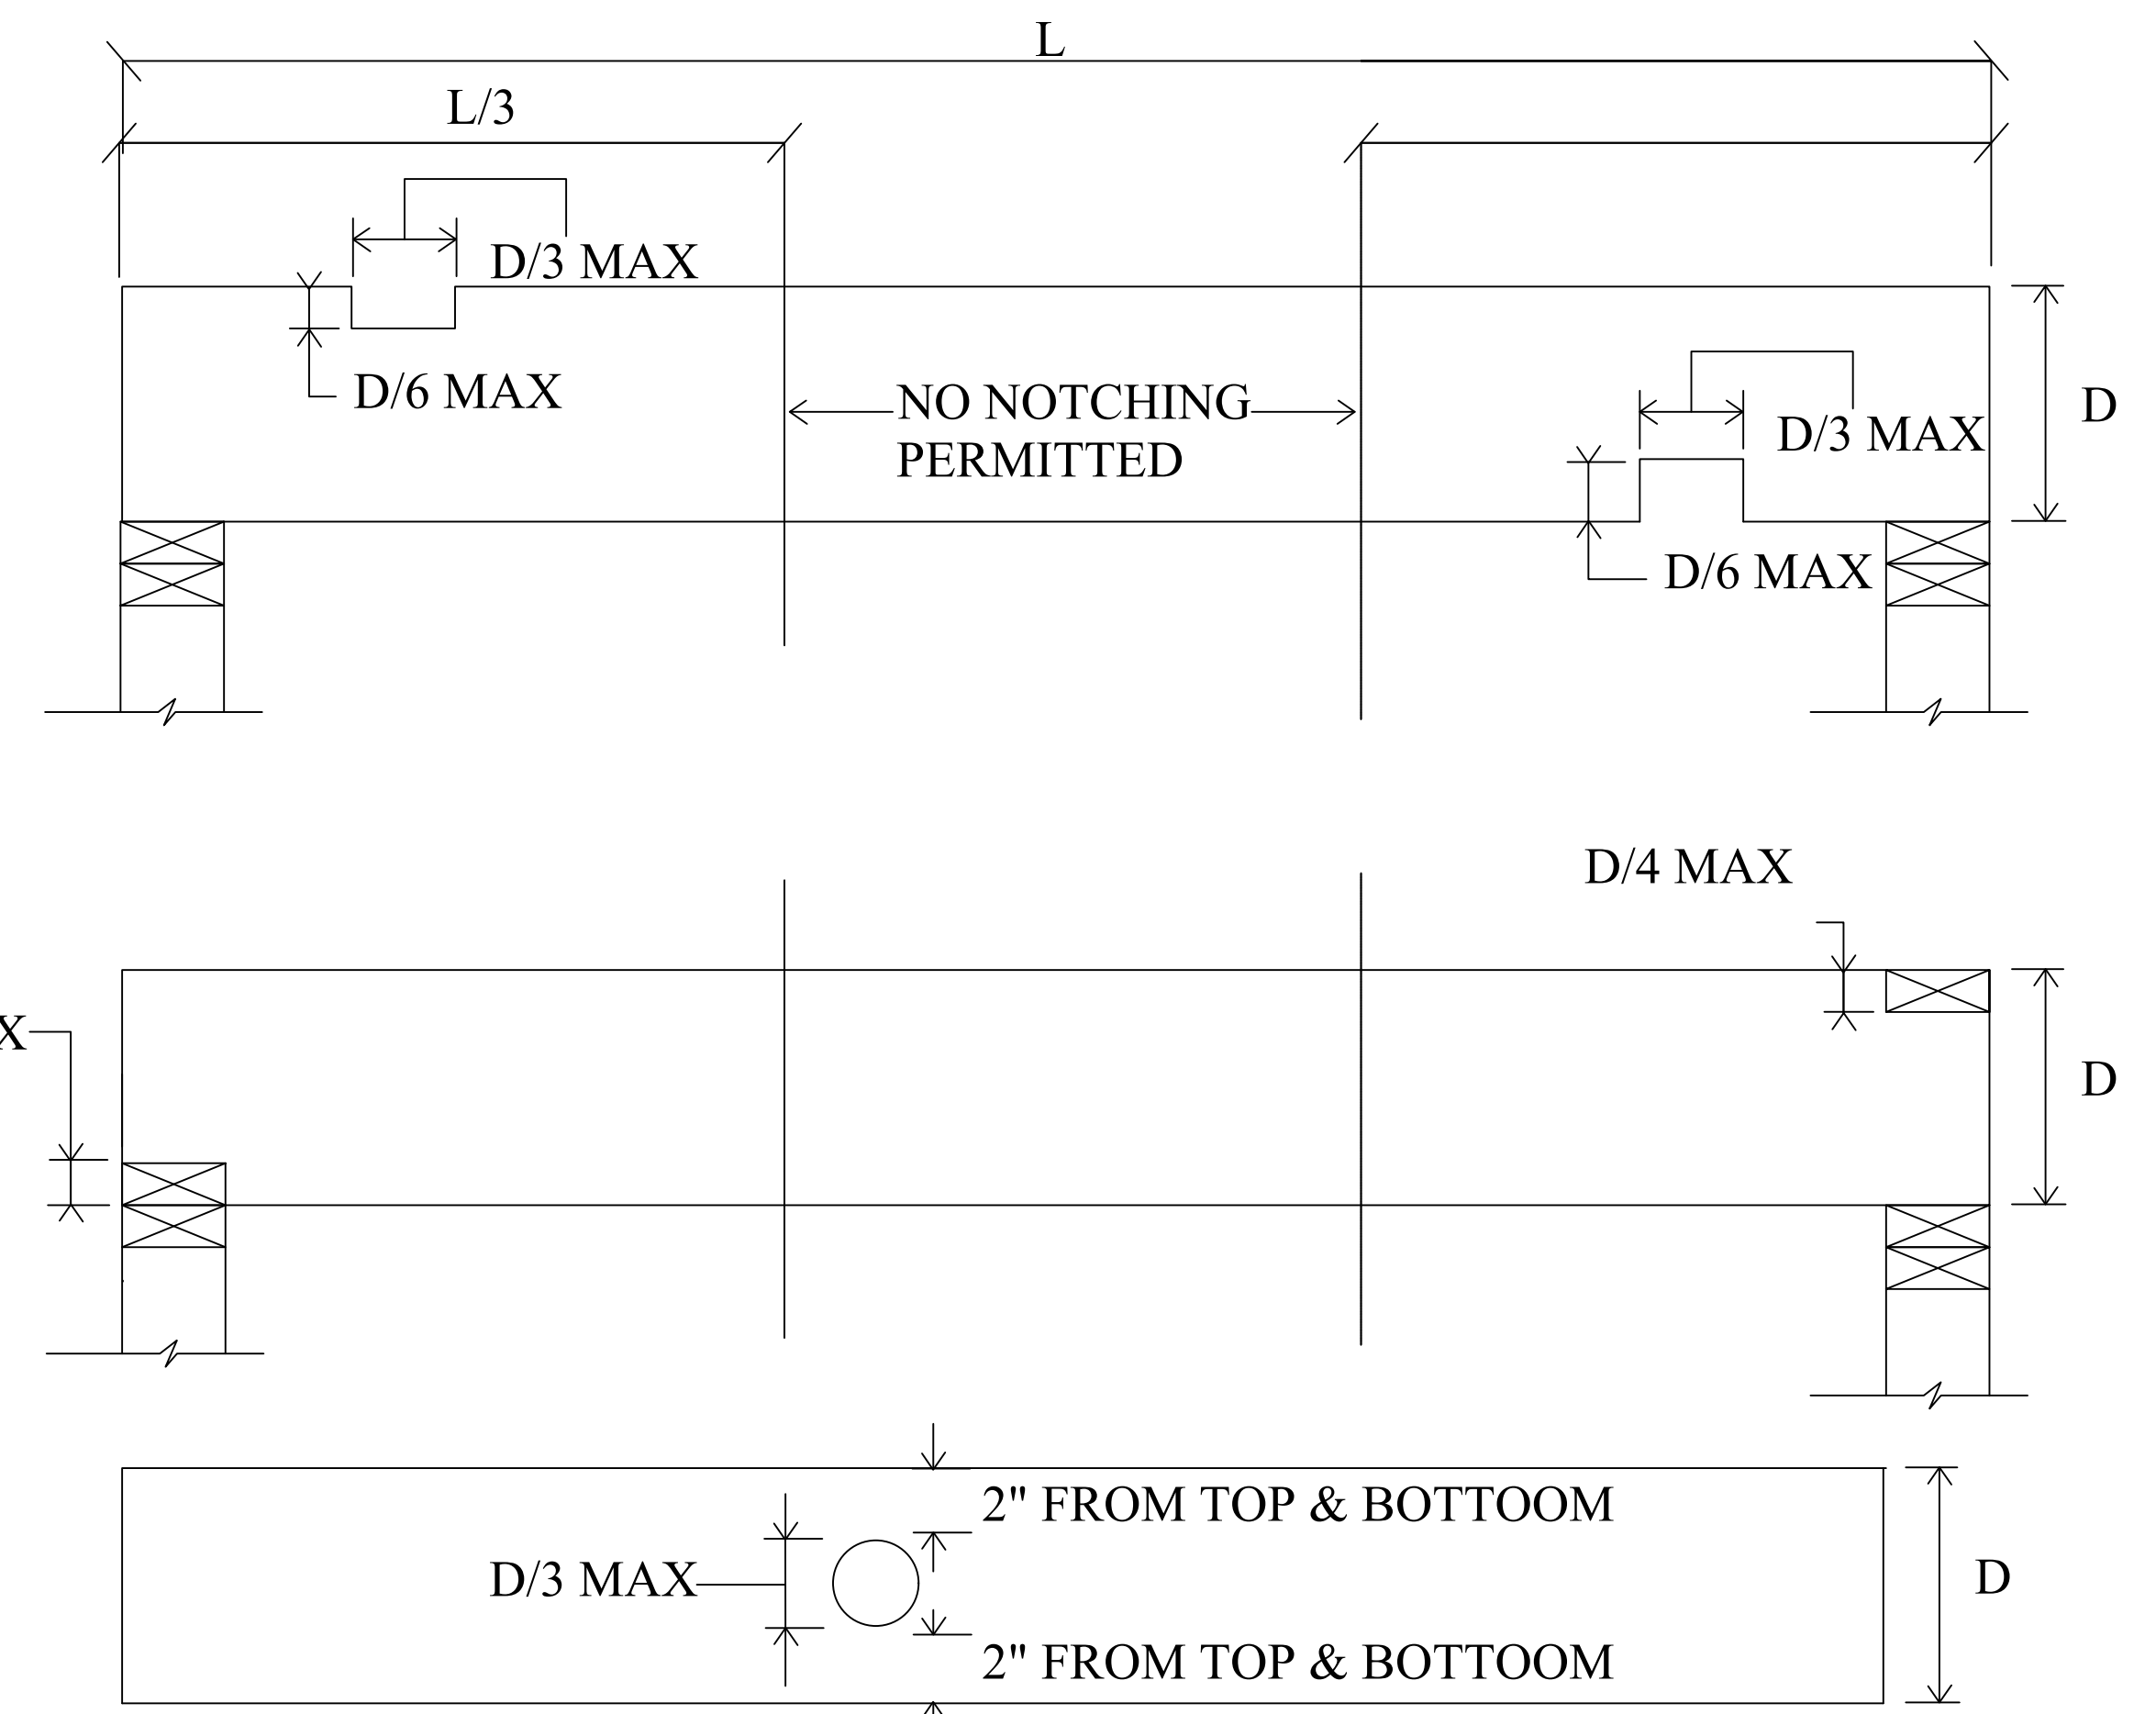 L
L/3
D/3 MAX
D/6 MAX
NO NOTCHING
PERMITTED
D/3 MAX
D
D/6 MAX
D/4 MAX
X
D
2" FROM TOP & BOTTOOM
D/3 MAX
D
2" FROM TOP & BOTTOOM